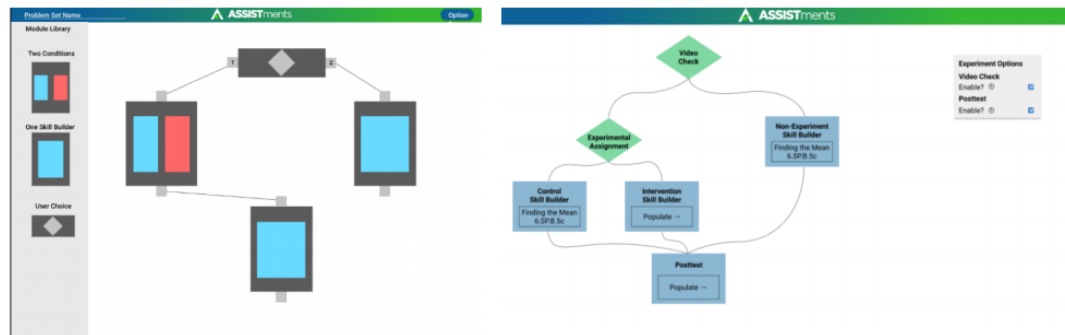 Problem Set Name
ASSISTments
Option
Module Library
Two Conditions
One Skill Builder
User Choice
1
2
ASSISTments
Video
Check
Experimental
Assignment
Non-Experiment
Skill Builder
Finding the Mean
6.SP.B.5c
Control
Skill Builder
Finding the Mean
6.SP.B.5c
Intervention
Skill Builder
Populate →
Posttest
Populate →
Experiment Options
Video Check
Enable?
Posttest
Enable?